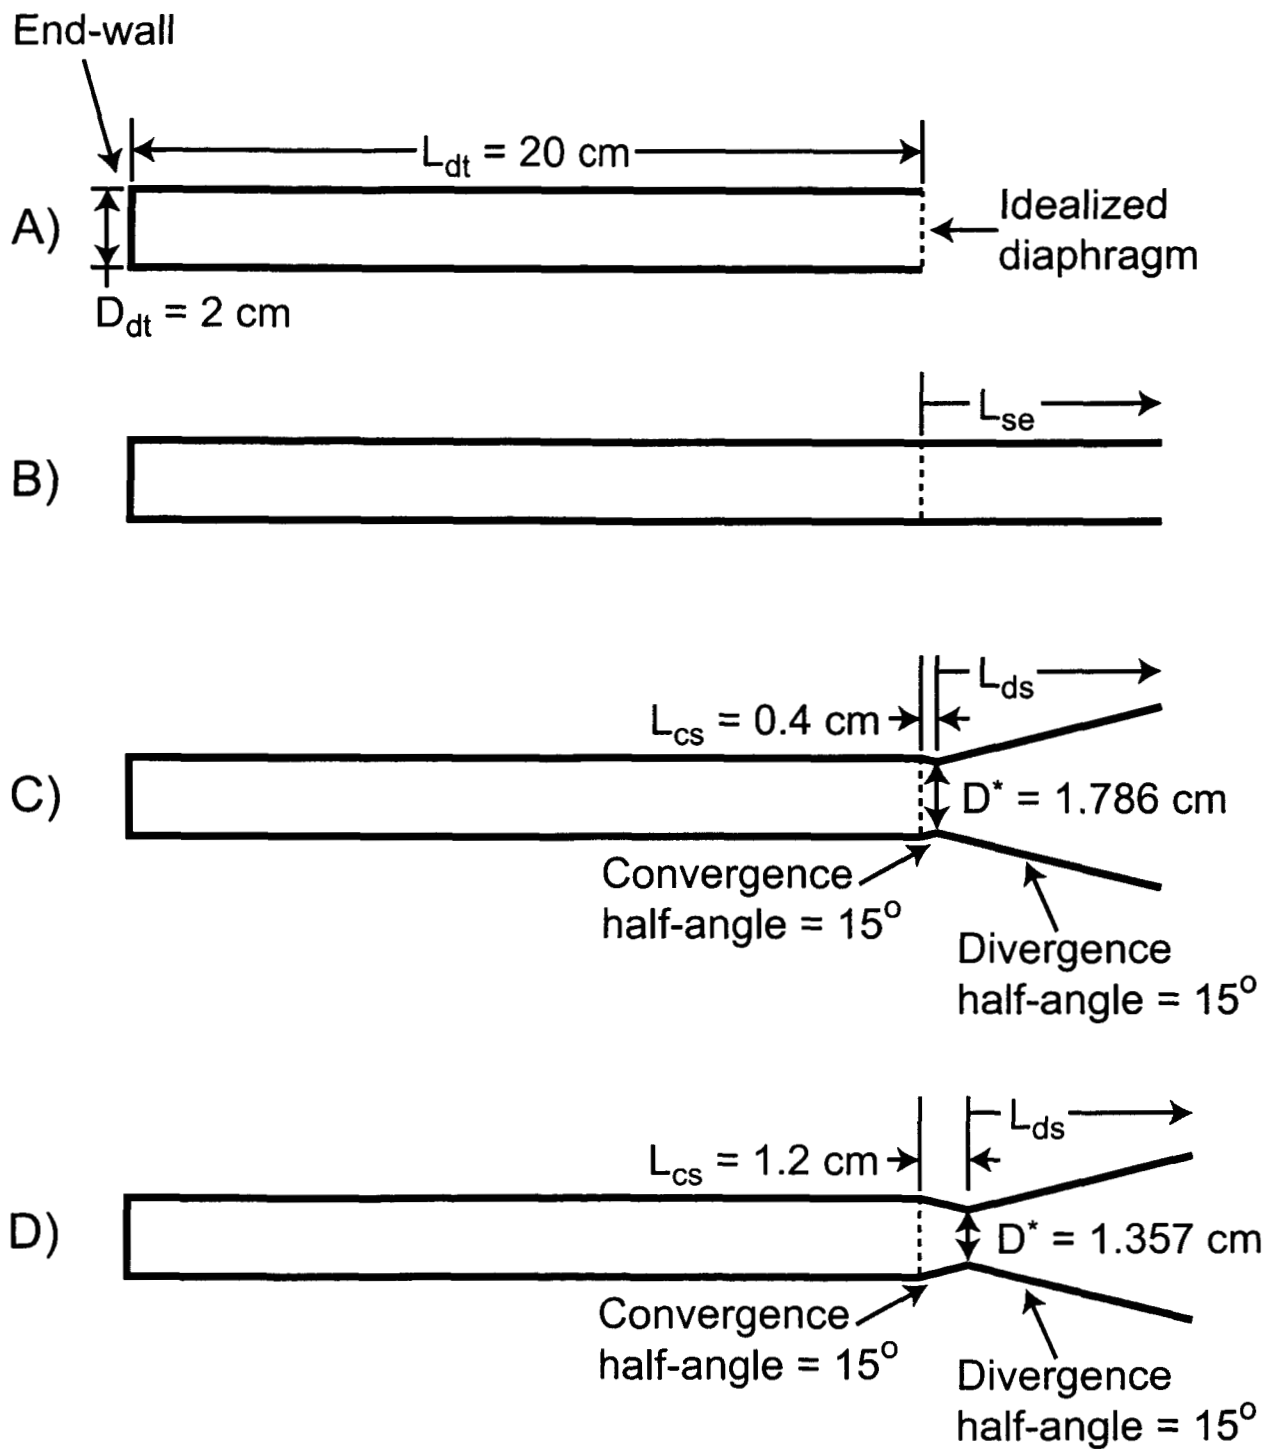 End-wall
L_dt = 20 cm
A)
Idealized
diaphragm
D_dt = 2 cm
L_se
B)
L_ds
L_cs = 0.4 cm
C)
D* = 1.786 cm
Convergence
half-angle = 15°
Divergence
half-angle = 15°
L_ds
L_cs = 1.2 cm
D)
D* = 1.357 cm
Convergence
half-angle = 15°
Divergence
half-angle = 15°